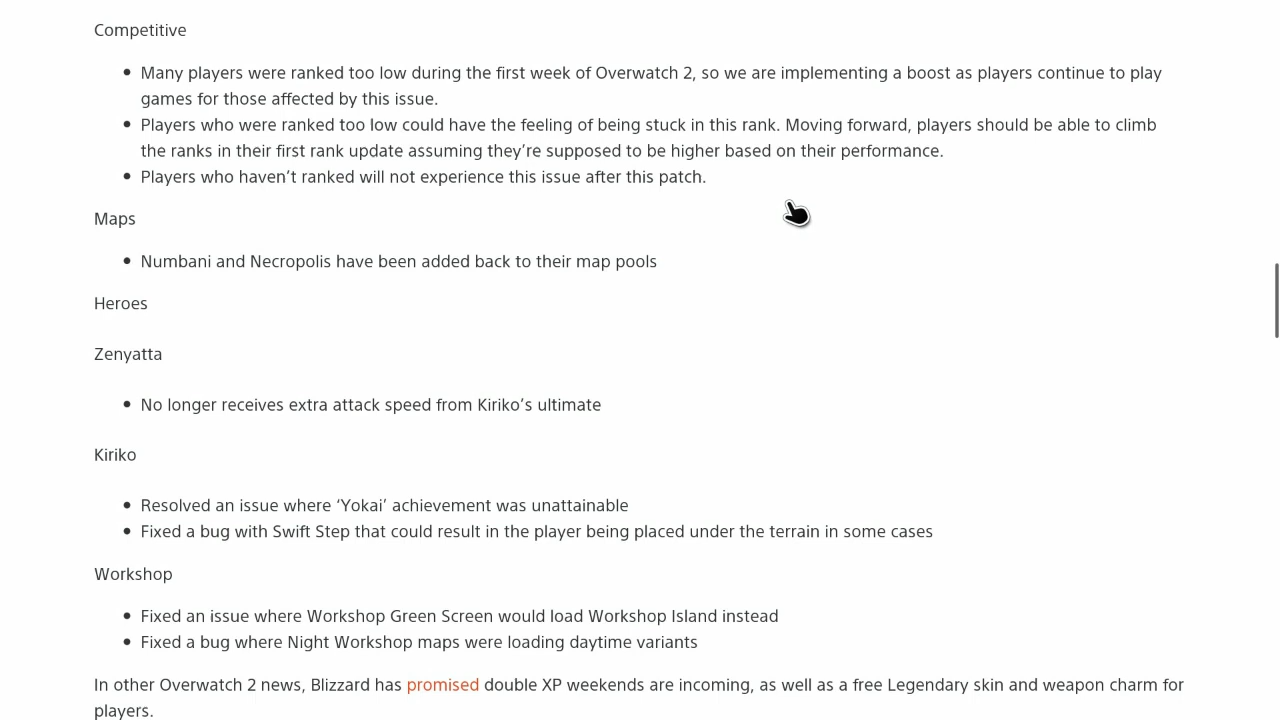 Competitive
• Many players were ranked too low during the first week of Overwatch 2, so we are implementing a boost as players continue to play
games for those affected by this issue.
• Players who were ranked too low could have the feeling of being stuck in this rank. Moving forward, players should be able to climb
the ranks in their first rank update assuming they’re supposed to be higher based on their performance.
• Players who haven’t ranked will not experience this issue after this patch.
Maps
• Numbani and Necropolis have been added back to their map pools
Heroes
Zenyatta
• No longer receives extra attack speed from Kiriko’s ultimate
Kiriko
• Resolved an issue where ‘Yokai’ achievement was unattainable
• Fixed a bug with Swift Step that could result in the player being placed under the terrain in some cases
Workshop
• Fixed an issue where Workshop Green Screen would load Workshop Island instead
• Fixed a bug where Night Workshop maps were loading daytime variants
In other Overwatch 2 news, Blizzard has promised double XP weekends are incoming, as well as a free Legendary skin and weapon charm for
players.